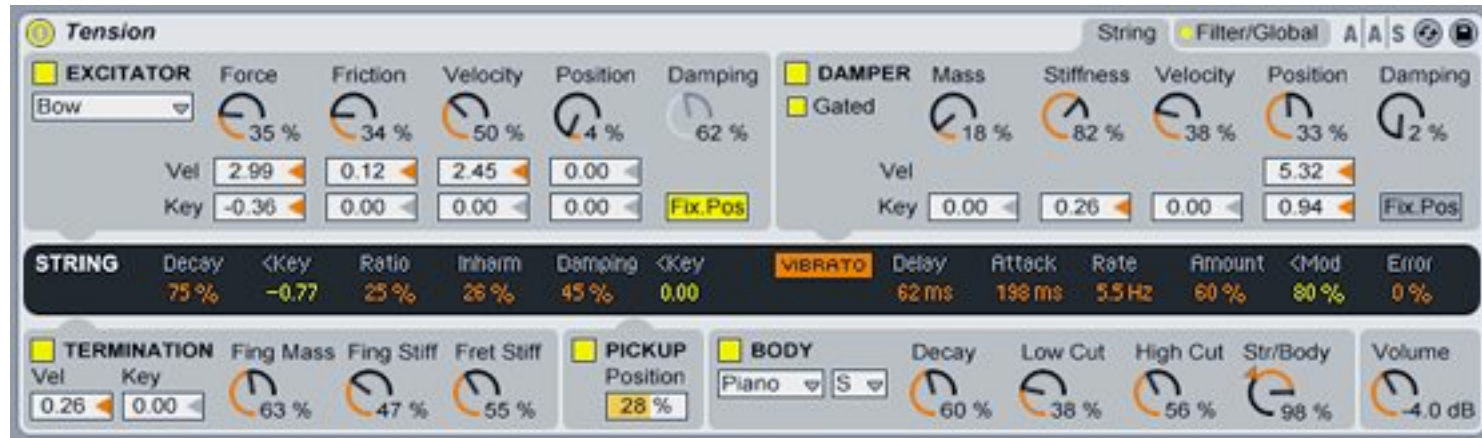 Tension String Filter/Global A A S
EXCITATOR Force Friction Velocity Position Damping
Bow
35 % 34 % 50 % 4 % 62 %
Vel 2.99 0.12 2.45 0.00
Key -0.36 0.00 0.00 0.00 Fix.Pos
DAMPER Mass Stiffness Velocity Position Damping
Gated
18 % 82 % 38 % 33 % 2 %
Vel 5.32
Key 0.00 0.26 0.00 0.94 Fix.Pos
STRING Decay <Key Ratio Inharm Damping <Key VIBRATO Delay Attack Rate Amount <Mod Error
75 % -0.77 25 % 26 % 45 % 0.00 62 ms 198 ms 5.5 Hz 60 % 80 % 0 %
TERMINATION Fing Mass Fing Stiff Fret Stiff
Vel Key
0.26 0.00 63 % 47 % 55 %
PICKUP
Position
28 %
BODY Decay Low Cut High Cut Str/Body
Piano S
60 % 38 % 56 % 98 %
Volume
-4.0 dB